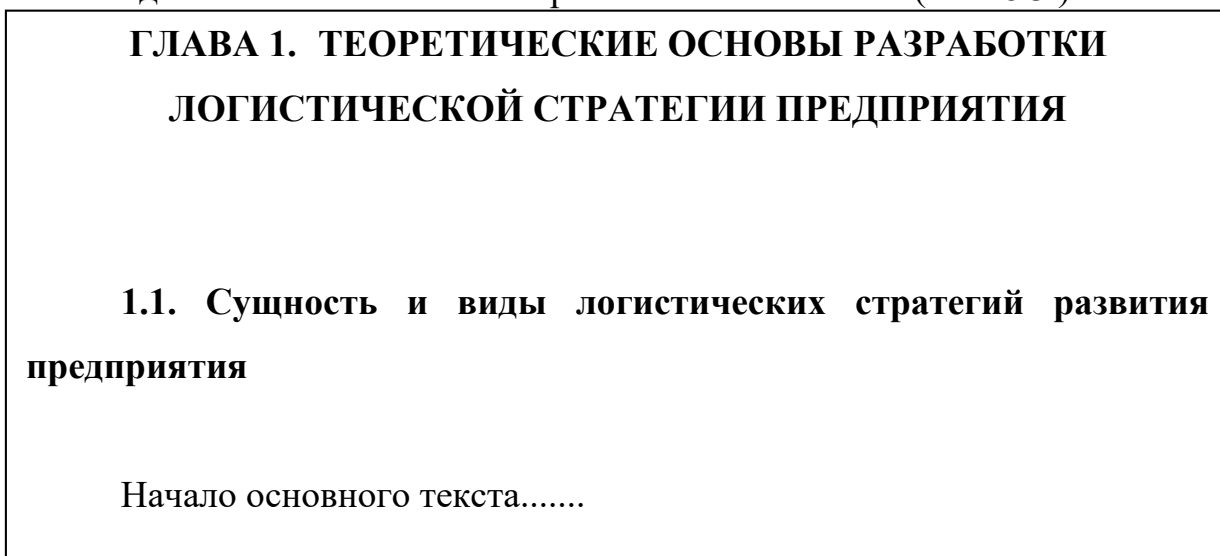 ГЛАВА 1. ТЕОРЕТИЧЕСКИЕ ОСНОВЫ РАЗРАБОТКИ
ЛОГИСТИЧЕСКОЙ СТРАТЕГИИ ПРЕДПРИЯТИЯ
1.1. Сущность и виды логистических стратегий развития
предприятия
Начало основного текста.......